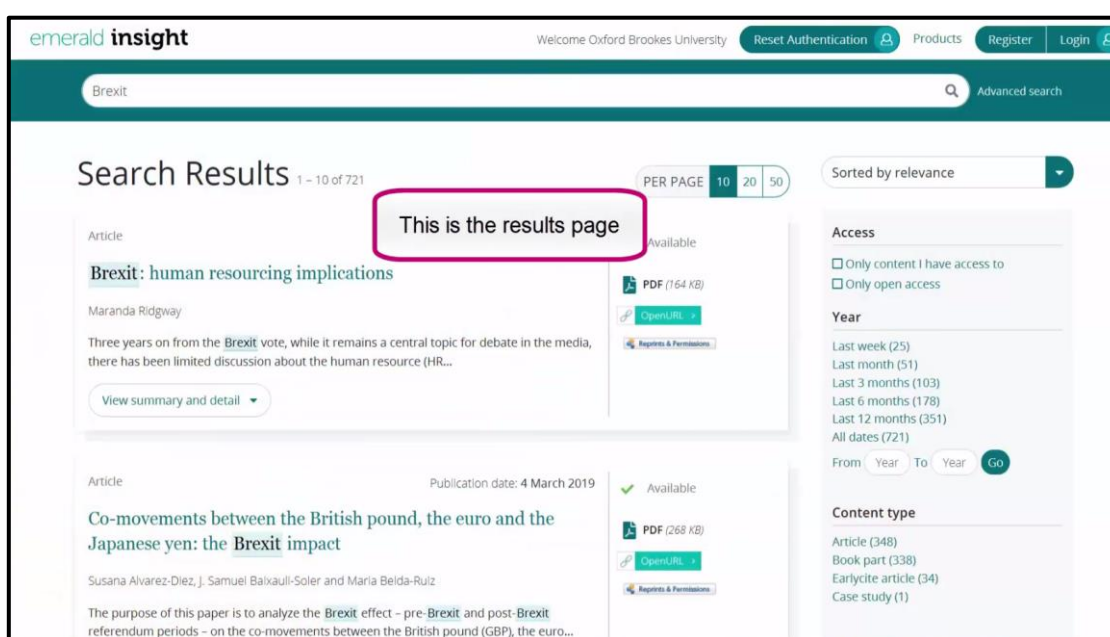 emerald insight
Welcome Oxford Brookes University
Reset Authentication
Products
Register
Login
Brexit
Advanced search
Search Results 1 – 10 of 721
PER PAGE 10 20 50
Sorted by relevance
This is the results page
Article
Available
Brexit: human resourcing implications
PDF (164 KB)
Maranda Ridgway
OpenURL >
Three years on from the Brexit vote, while it remains a central topic for debate in the media,
there has been limited discussion about the human resource (HR...
Reprints & Permissions
View summary and detail
Article
Publication date: 4 March 2019
Available
Co-movements between the British pound, the euro and the
Japanese yen: the Brexit impact
PDF (268 KB)
Susana Alvarez-Diez, J. Samuel Baixauli-Soler and Maria Belda-Ruiz
OpenURL >
Reprints & Permissions
The purpose of this paper is to analyze the Brexit effect – pre-Brexit and post-Brexit
referendum periods – on the co-movements between the British pound (GBP), the euro...
Access
Only content I have access to
Only open access
Year
Last week (25)
Last month (51)
Last 3 months (103)
Last 6 months (178)
Last 12 months (351)
All dates (721)
From Year To Year Go
Content type
Article (348)
Book part (338)
Earlycite article (34)
Case study (1)